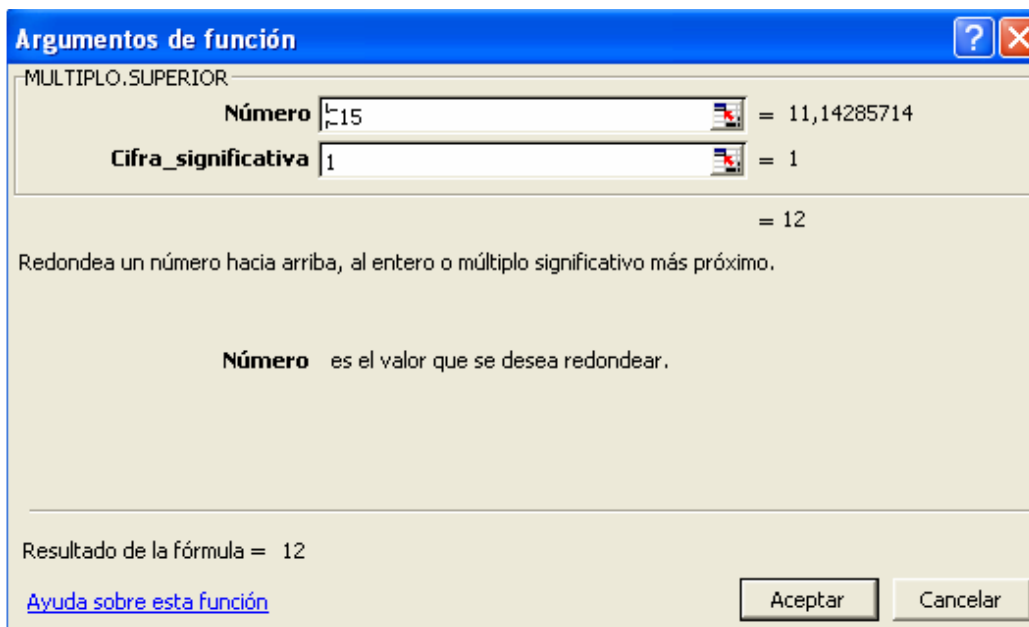 Argumentos de función
MULTIPLO.SUPERIOR
Número C15 = 11,14285714
Cifra_significativa 1 = 1
= 12
Redondea un número hacia arriba, al entero o múltiplo significativo más próximo.
Número es el valor que se desea redondear.
Resultado de la fórmula = 12
Ayuda sobre esta función
Aceptar Cancelar